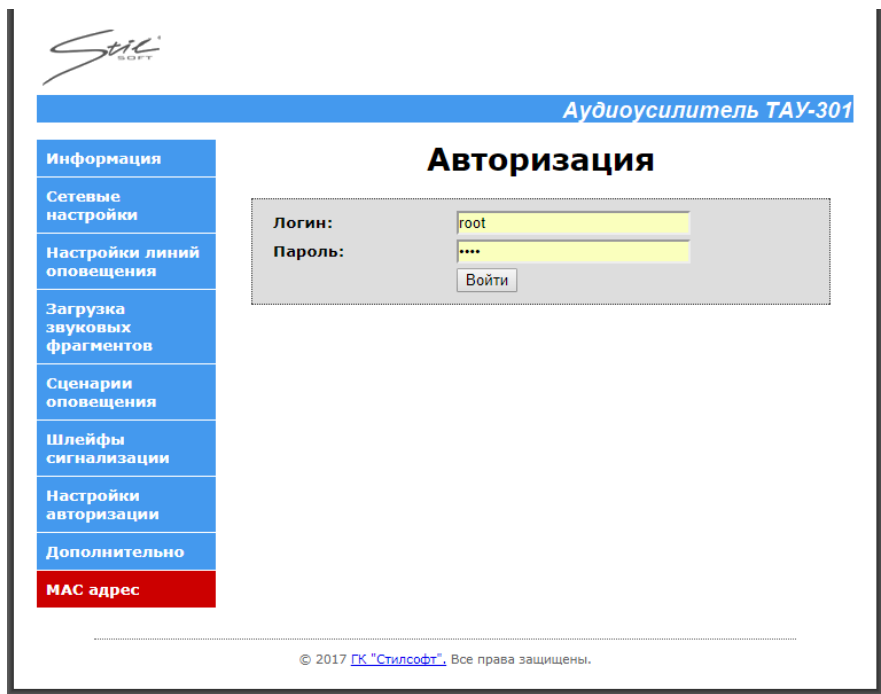 Stil
SOFT
Аудиоусилитель ТАУ-301
Информация
Сетевые
настройки
Настройки линий
оповещения
Загрузка
звуковых
фрагментов
Сценарии
оповещения
Шлейфы
сигнализации
Настройки
авторизации
Дополнительно
MAC адрес
Авторизация
Логин: root
Пароль: ••••
Войти
© 2017 ГК "Стилсофт". Все права защищены.